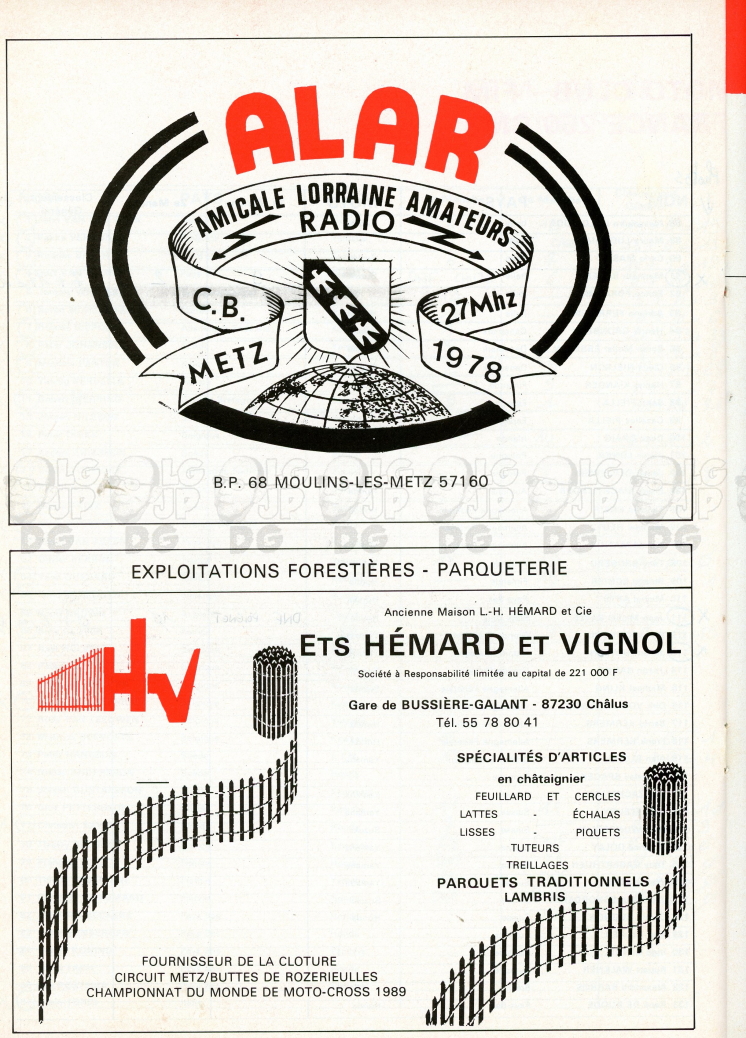 ALAR
AMICALE LORRAINE AMATEURS
RADIO
C.B.
27Mhz
METZ
1978
B.P. 68 MOULINS-LES-METZ 57160
LG JP DG
EXPLOITATIONS FORESTIÈRES - PARQUETERIE
Ancienne Maison L.-H. HÉMARD et Cie
ETS HÉMARD ET VIGNOL
Société à Responsabilité limitée au capital de 221 000 F
HV
Gare de BUSSIÈRE-GALANT - 87230 Châlus
Tél. 55 78 80 41
SPÉCIALITÉS D'ARTICLES
en châtaignier
FEUILLARD ET CERCLES
LATTES - ÉCHALAS
LISSES - PIQUETS
TUTEURS
TREILLAGES
PARQUETS TRADITIONNELS
LAMBRIS
FOURNISSEUR DE LA CLOTURE
CIRCUIT METZ/BUTTES DE ROZERIEULLES
CHAMPIONNAT DU MONDE DE MOTO-CROSS 1989